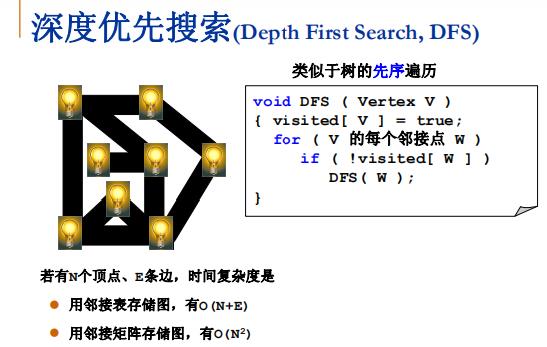 深度优先搜索(Depth First Search, DFS)
类似于树的先序遍历
void DFS ( Vertex V )
{ visited[ V ] = true;
for ( V 的每个邻接点 W )
if ( !visited[ W ] )
DFS( W );
}
若有N个顶点、E条边，时间复杂度是
用邻接表存储图，有O(N+E)
用邻接矩阵存储图，有O(N²)